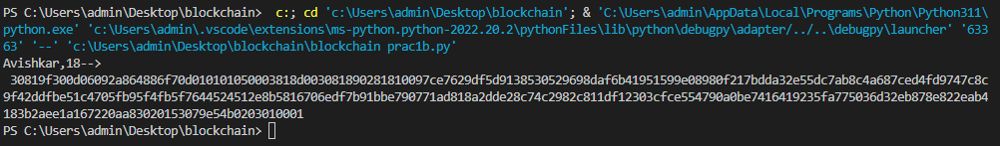 PS C:\Users\admin\Desktop\blockchain>  c:; cd 'c:\Users\admin\Desktop\blockchain'; & 'C:\Users\admin\AppData\Local\Programs\Python\Python311\
python.exe' 'c:\Users\admin\.vscode\extensions\ms-python.python-2022.20.2\pythonFiles\lib\python\debugpy\adapter/../..\debugpy\launcher' '633
63' '--' 'c:\Users\admin\Desktop\blockchain\blockchain prac1b.py'
Avishkar,18-->
 30819f300d06092a864886f70d010101050003818d003081890281810097ce7629df5d9138530529698daf6b41951599e08980f217bdda32e55dc7ab8c4a687ced4fd9747c8c
9f42ddfbe51c4705fb95f4fb5f7644524512e8b5816706edf7b91bbe790771ad818a2dde28c74c2982c811df12303cfce554790a0be7416419235fa775036d32eb878e822eab4
183b2aee1a167220aa83020153079e54b0203010001
PS C:\Users\admin\Desktop\blockchain>